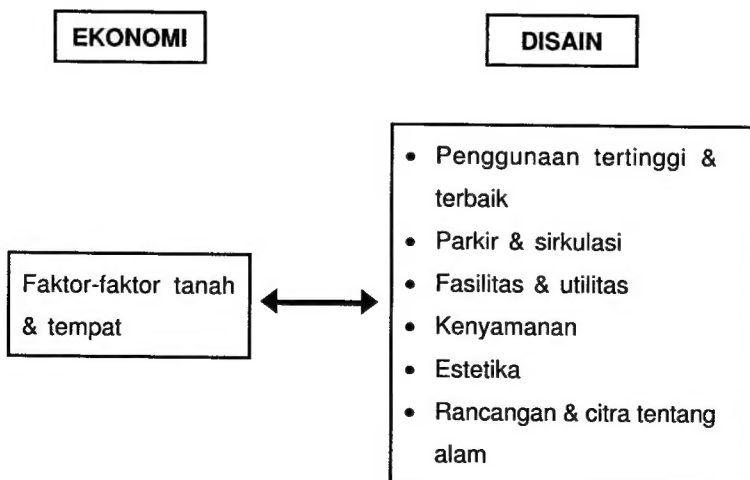 EKONOMI
DISAIN
Faktor-faktor tanah
& tempat
• Penggunaan tertinggi &
terbaik
• Parkir & sirkulasi
• Fasilitas & utilitas
• Kenyamanan
• Estetika
• Rancangan & citra tentang
alam